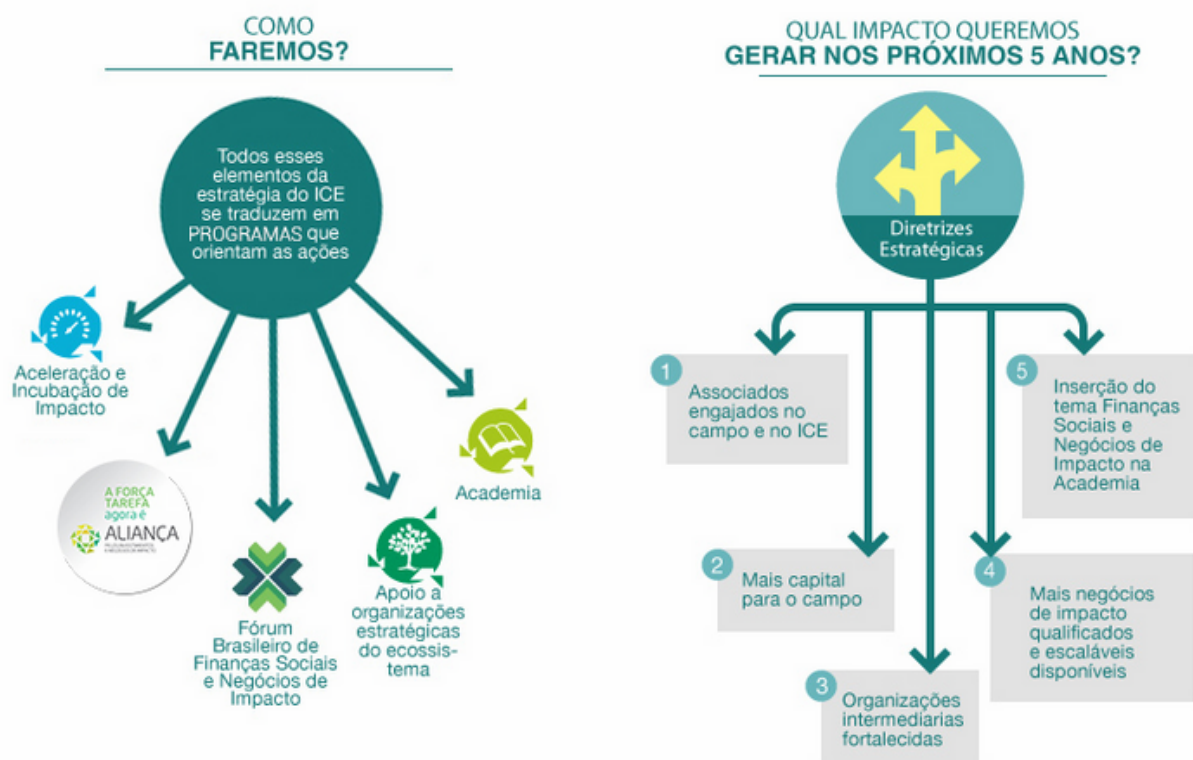 COMO
FAREMOS?
Todos esses
elementos da
estratégia do ICE
se traduzem em
PROGRAMAS que
orientam as ações
Aceleração e
Incubação de
Impacto
A FORÇA
TAREFA
agora é
ALIANÇA
Fórum
Brasileiro de
Finanças Sociais
e Negócios de
Impacto
Apoio a
organizações
estratégicas
do ecossis-
tema
Academia
QUAL IMPACTO QUEREMOS
GERAR NOS PRÓXIMOS 5 ANOS?
Diretrizes
Estratégicas
1
Associados
engajados no
campo e no ICE
2
Mais capital
para o campo
3
Organizações
intermediarias
fortalecidas
4
Mais negócios
de impacto
qualificados
e escaláveis
disponíveis
5
Inserção do
tema Finanças
Sociais e
Negócios de
Impacto na
Academia